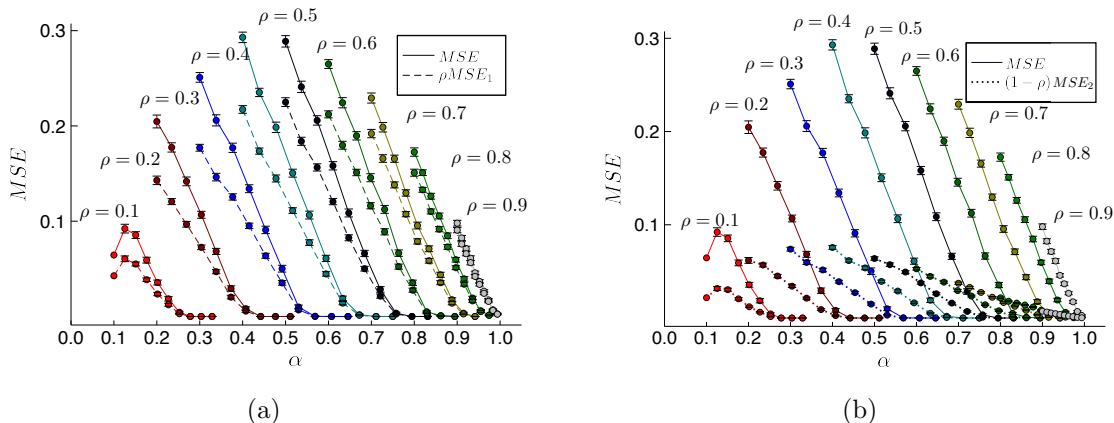 ρ = 0.5
ρ = 0.4
ρ = 0.6
ρ = 0.3
ρ = 0.7
ρ = 0.2
ρ = 0.8
ρ = 0.1
ρ = 0.9
MSE
ρMSE₁
0.3
0.2
0.1
MSE
0.0 0.1 0.2 0.3 0.4 0.5 0.6 0.7 0.8 0.9 1.0
α
(a)
ρ = 0.4
ρ = 0.5
ρ = 0.3
ρ = 0.6
ρ = 0.2
ρ = 0.7
ρ = 0.1
ρ = 0.8
ρ = 0.9
MSE
(1 − ρ)MSE₂
0.3
0.2
0.1
MSE
0.0 0.1 0.2 0.3 0.4 0.5 0.6 0.7 0.8 0.9 1.0
α
(b)